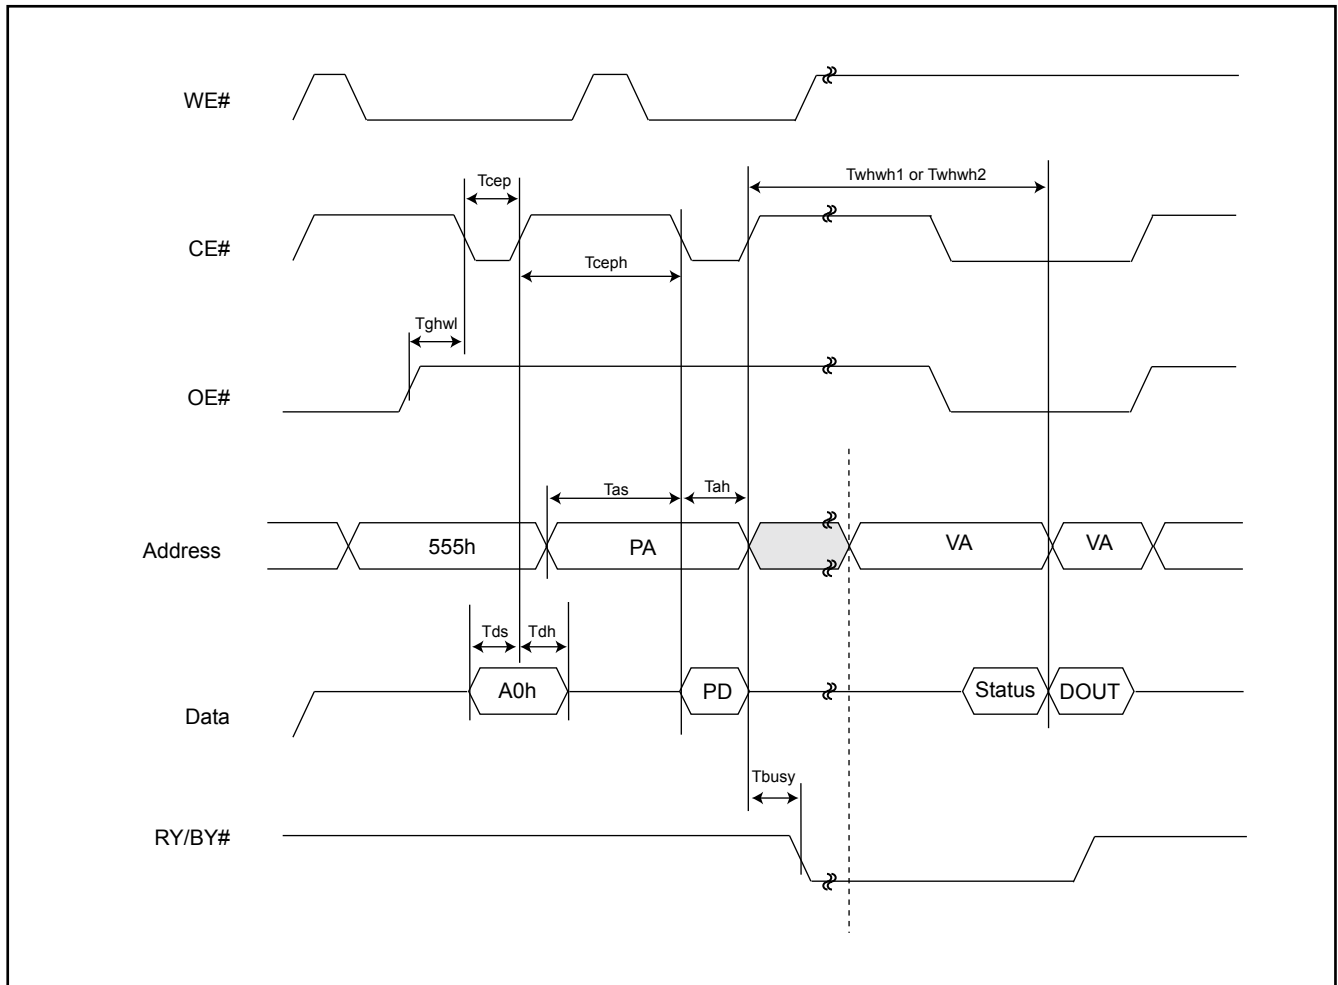 WE#
Tcep
Twhwh1 or Twhwh2
CE#
Tceph
Tghwl
OE#
Tas
Tah
Address
555h
PA
VA
VA
Tds
Tdh
A0h
PD
Status
DOUT
Data
Tbusy
RY/BY#